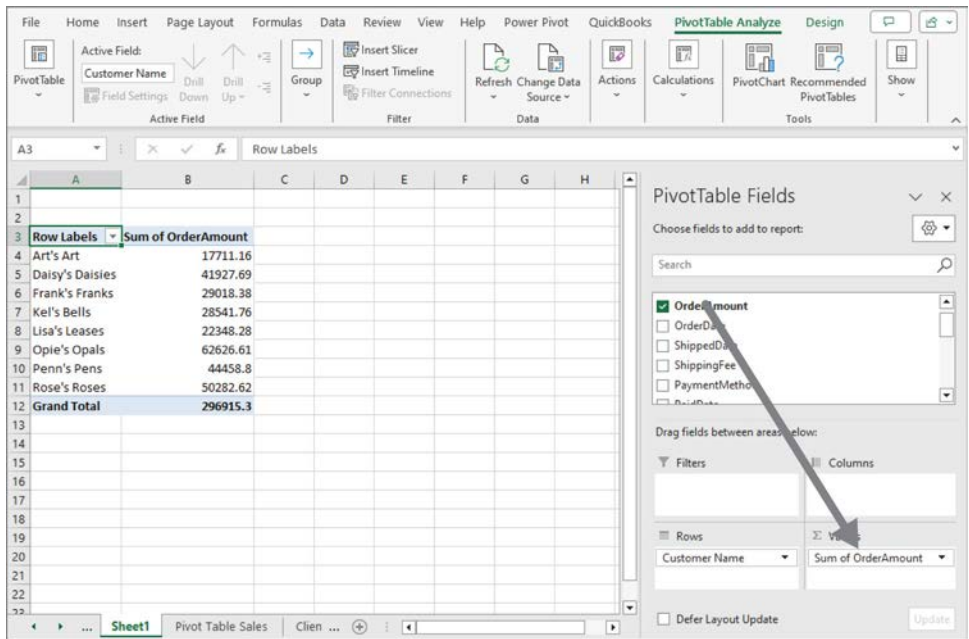 File Home Insert Page Layout Formulas Data Review View Help Power Pivot QuickBooks PivotTable Analyze Design
PivotTable
Active Field:
Customer Name
Field Settings
Drill Down
Drill Up
Active Field
Group
Insert Slicer
Insert Timeline
Filter Connections
Filter
Refresh
Change Data Source
Data
Actions
Calculations
PivotChart
Recommended PivotTables
Tools
Show
A3 fx Row Labels
A B C D E F G H
1
2
3 Row Labels Sum of OrderAmount
4 Art's Art 17711.16
5 Daisy's Daisies 41927.69
6 Frank's Franks 29018.38
7 Kel's Bells 28541.76
8 Lisa's Leases 22348.28
9 Opie's Opals 62626.61
10 Penn's Pens 44458.8
11 Rose's Roses 50282.62
12 Grand Total 296915.3
13
14
15
16
17
18
19
20
21
22
23
... Sheet1 Pivot Table Sales Clien ...
PivotTable Fields
Choose fields to add to report:
Search
OrderAmount
OrderDate
ShippedDate
ShippingFee
PaymentMetho
PaidDate
Drag fields between areas below:
Filters
Columns
Rows
Σ Values
Customer Name
Sum of OrderAmount
Defer Layout Update
Update